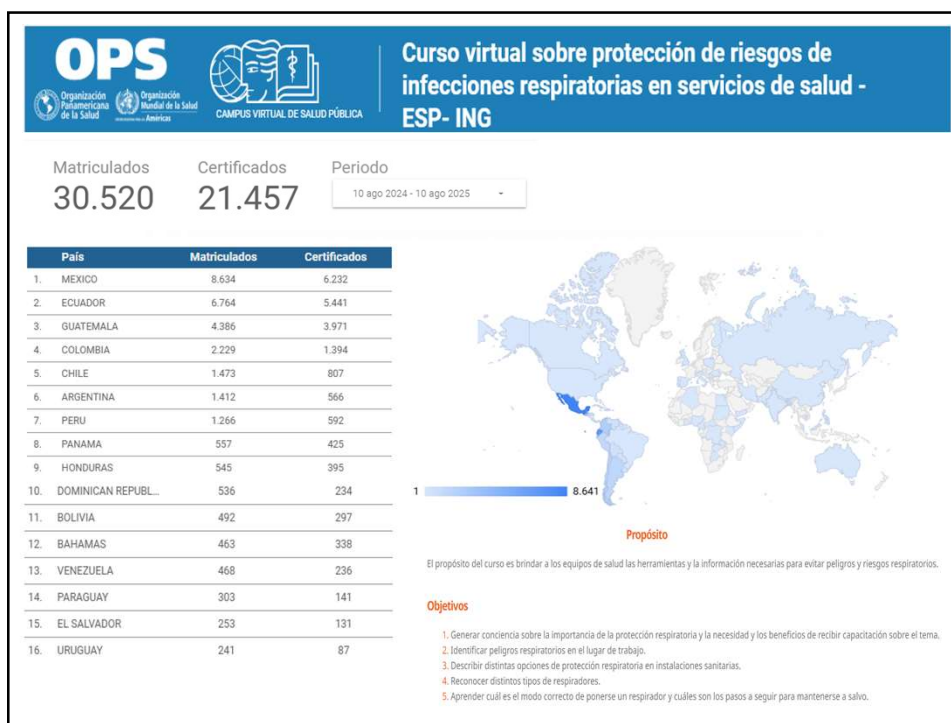 OPS
Organización
Panamericana
de la Salud
Organización
Mundial de la Salud
Américas
CAMPUS VIRTUAL DE SALUD PÚBLICA
Curso virtual sobre protección de riesgos de
infecciones respiratorias en servicios de salud -
ESP- ING
Matriculados
30.520
Certificados
21.457
Periodo
10 ago 2024 - 10 ago 2025
País Matriculados Certificados
1. MEXICO 8.634 6.232
2. ECUADOR 6.764 5.441
3. GUATEMALA 4.386 3.971
4. COLOMBIA 2.229 1.394
5. CHILE 1.473 807
6. ARGENTINA 1.412 566
7. PERU 1.266 592
8. PANAMA 557 425
9. HONDURAS 545 395
10. DOMINICAN REPUBL... 536 234
11. BOLIVIA 492 297
12. BAHAMAS 463 338
13. VENEZUELA 468 236
14. PARAGUAY 303 141
15. EL SALVADOR 253 131
16. URUGUAY 241 87
1 8.641
Propósito
El propósito del curso es brindar a los equipos de salud las herramientas y la información necesarias para evitar peligros y riesgos respiratorios.
Objetivos
1. Generar conciencia sobre la importancia de la protección respiratoria y la necesidad y los beneficios de recibir capacitación sobre el tema.
2. Identificar peligros respiratorios en el lugar de trabajo.
3. Describir distintas opciones de protección respiratoria en instalaciones sanitarias.
4. Reconocer distintos tipos de respiradores.
5. Aprender cuál es el modo correcto de ponerse un respirador y cuáles son los pasos a seguir para mantenerse a salvo.